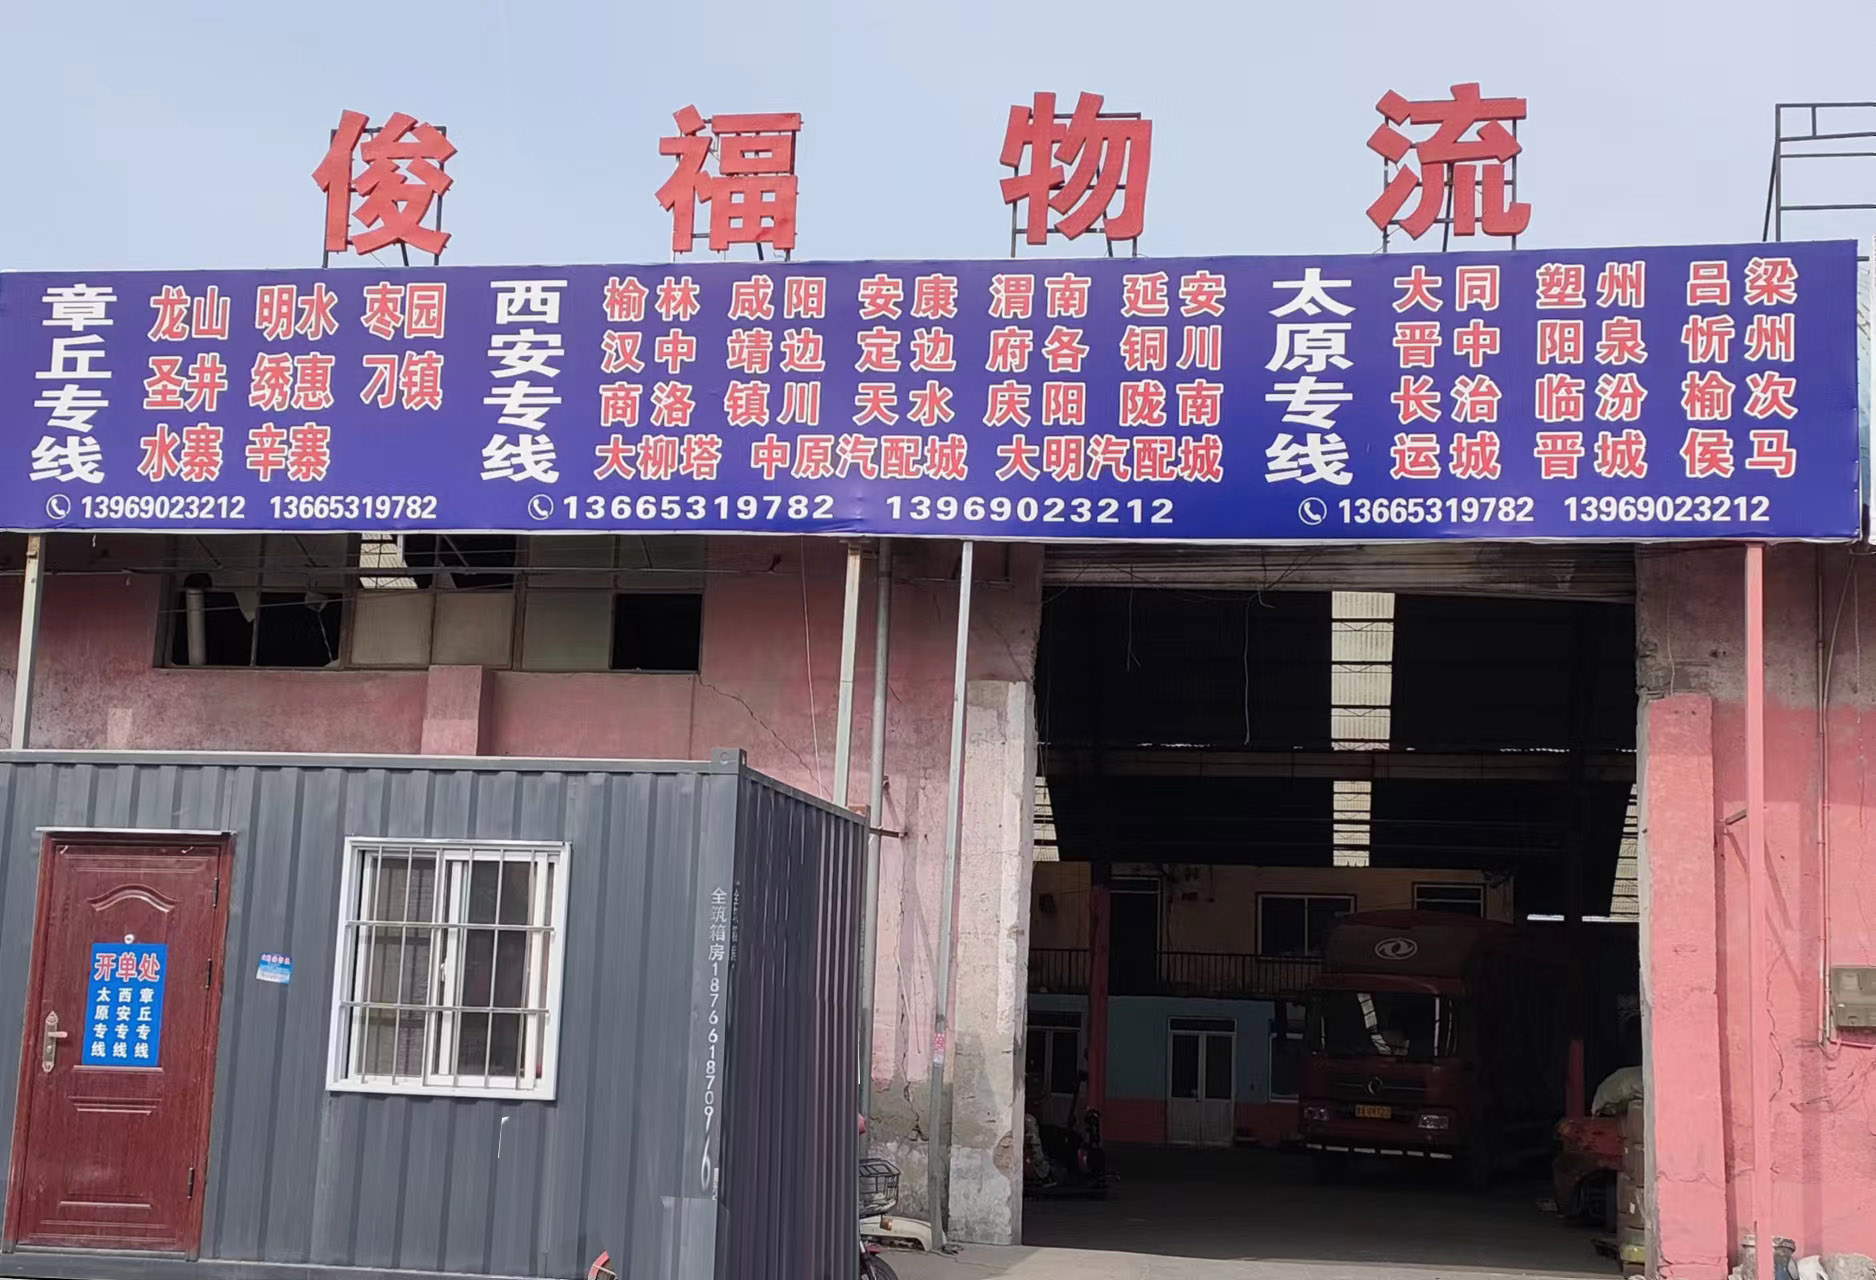 俊福物流
章丘专线
龙山 明水 枣园
圣井 绣惠 刁镇
水寨 辛寨
13969023212 13665319782
西安专线
榆林 咸阳 安康 渭南 延安
汉中 靖边 定边 府各 铜川
商洛 镇川 天水 庆阳 陇南
大柳塔 中原汽配城 大明汽配城
13665319782 13969023212
太原专线
大同 塑州 吕梁
晋中 阳泉 忻州
长治 临汾 榆次
运城 晋城 侯马
13665319782 13969023212
开单处
章丘专线
西安专线
太原专线
全筑箱房18766187096